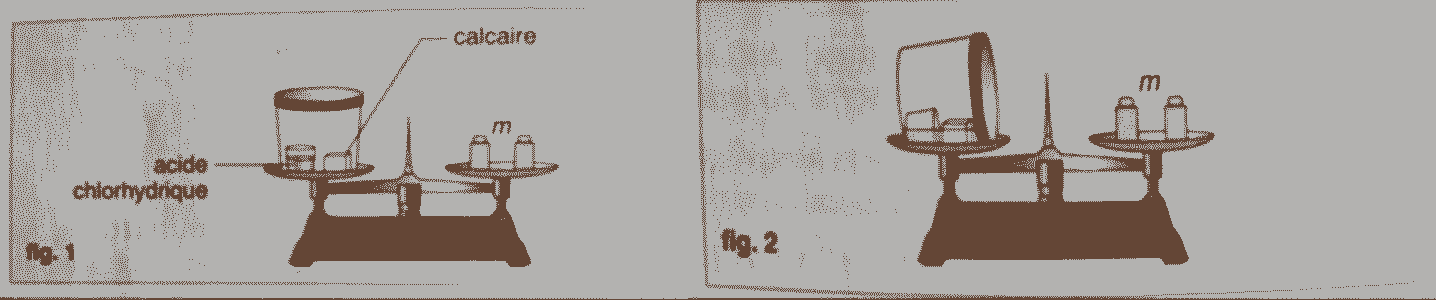 calcaire
m
acide
chlorhydrique
fig. 1
m
fig. 2